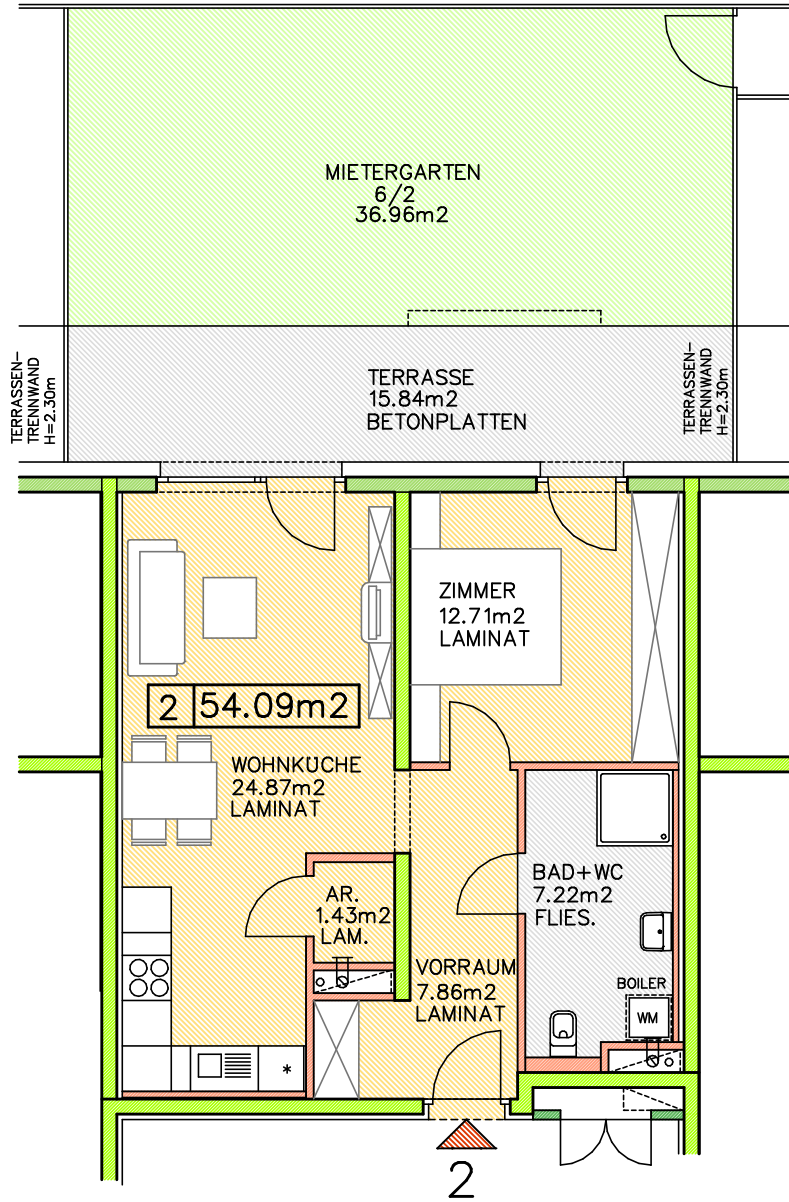 MIETERGARTEN
6/2
36.96m2
TERRASSEN-
TRENNWAND
H=2.30m
TERRASSE
15.84m2
BETONPLATTEN
TERRASSEN-
TRENNWAND
H=2.30m
ZIMMER
12.71m2
LAMINAT
2 54.09m2
WOHNKÜCHE
24.87m2
LAMINAT
BAD+WC
7.22m2
FLIES.
AR.
1.43m2
LAM.
VORRAUM
7.86m2
LAMINAT
BOILER
WM
*
2